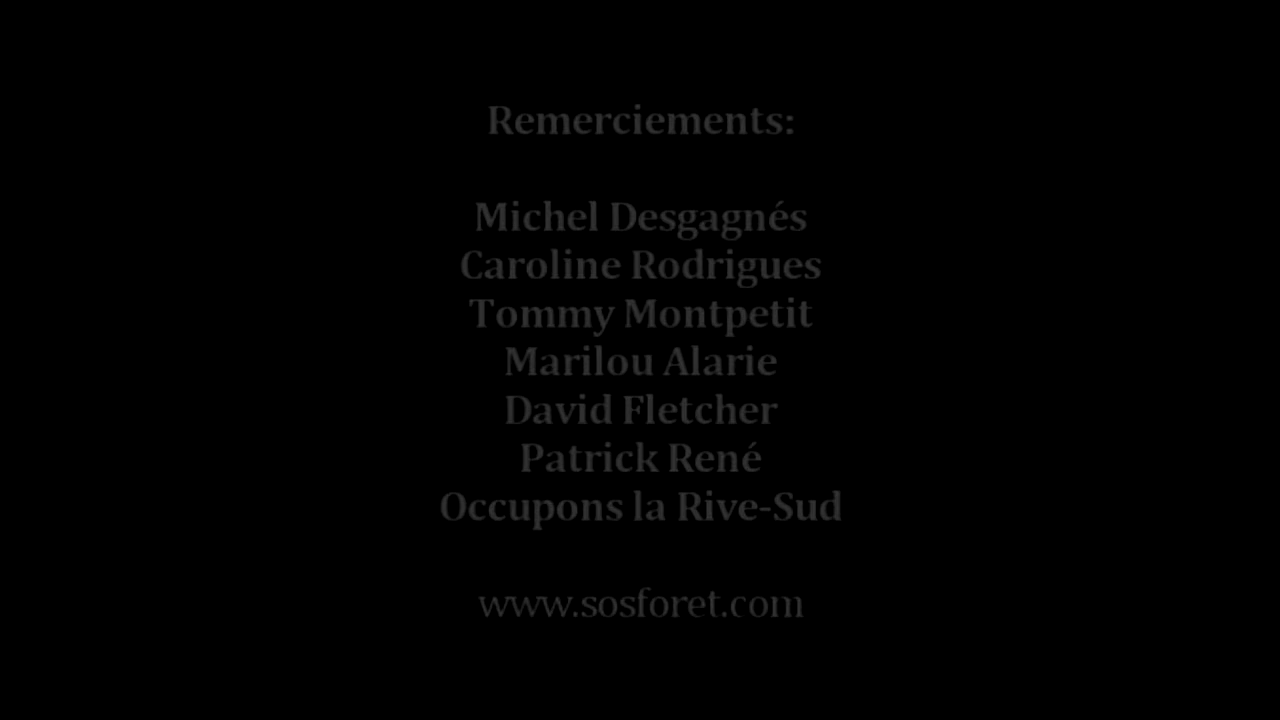 Remerciements:
Michel Desgagnés
Caroline Rodrigues
Tommy Montpetit
Marilou Alarie
David Fletcher
Patrick René
Occupons la Rive-Sud
www.sosforet.com